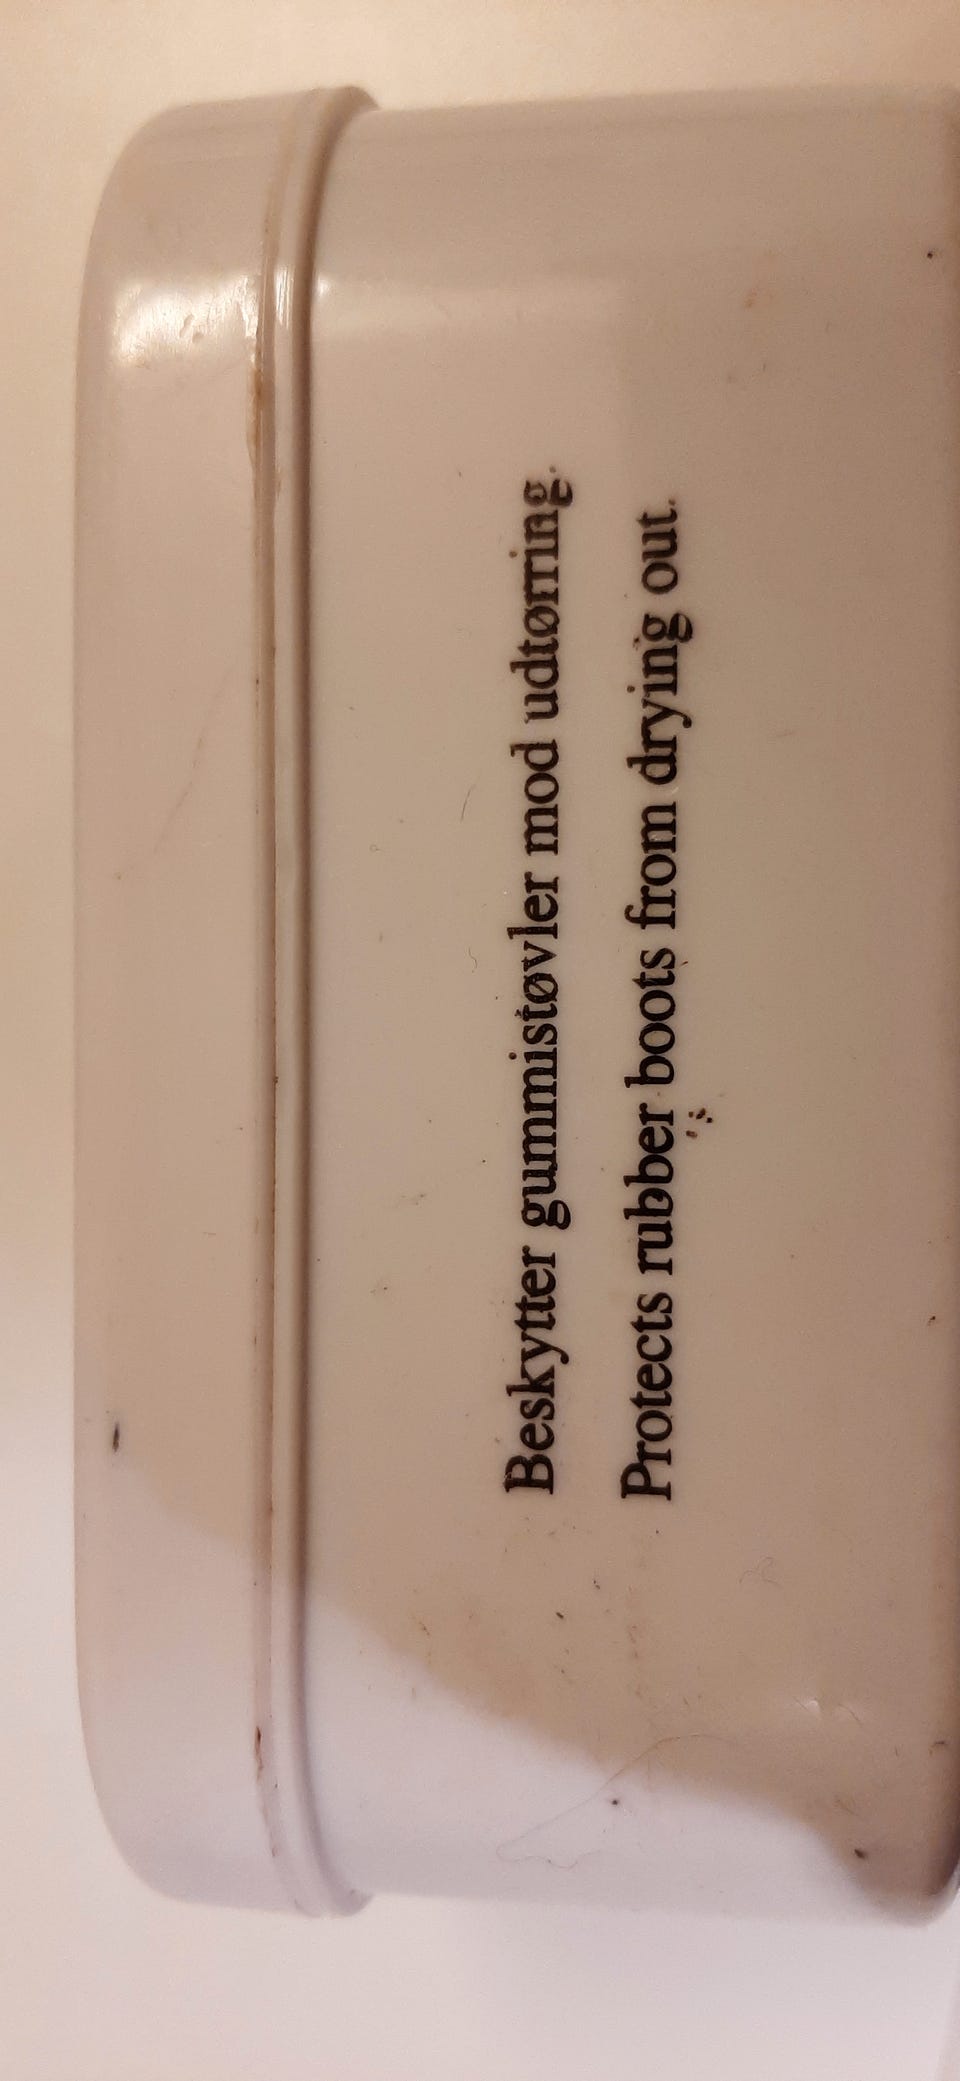 Beskytter gummistøvler mod udtørring.
Protects rubber boots from drying out.